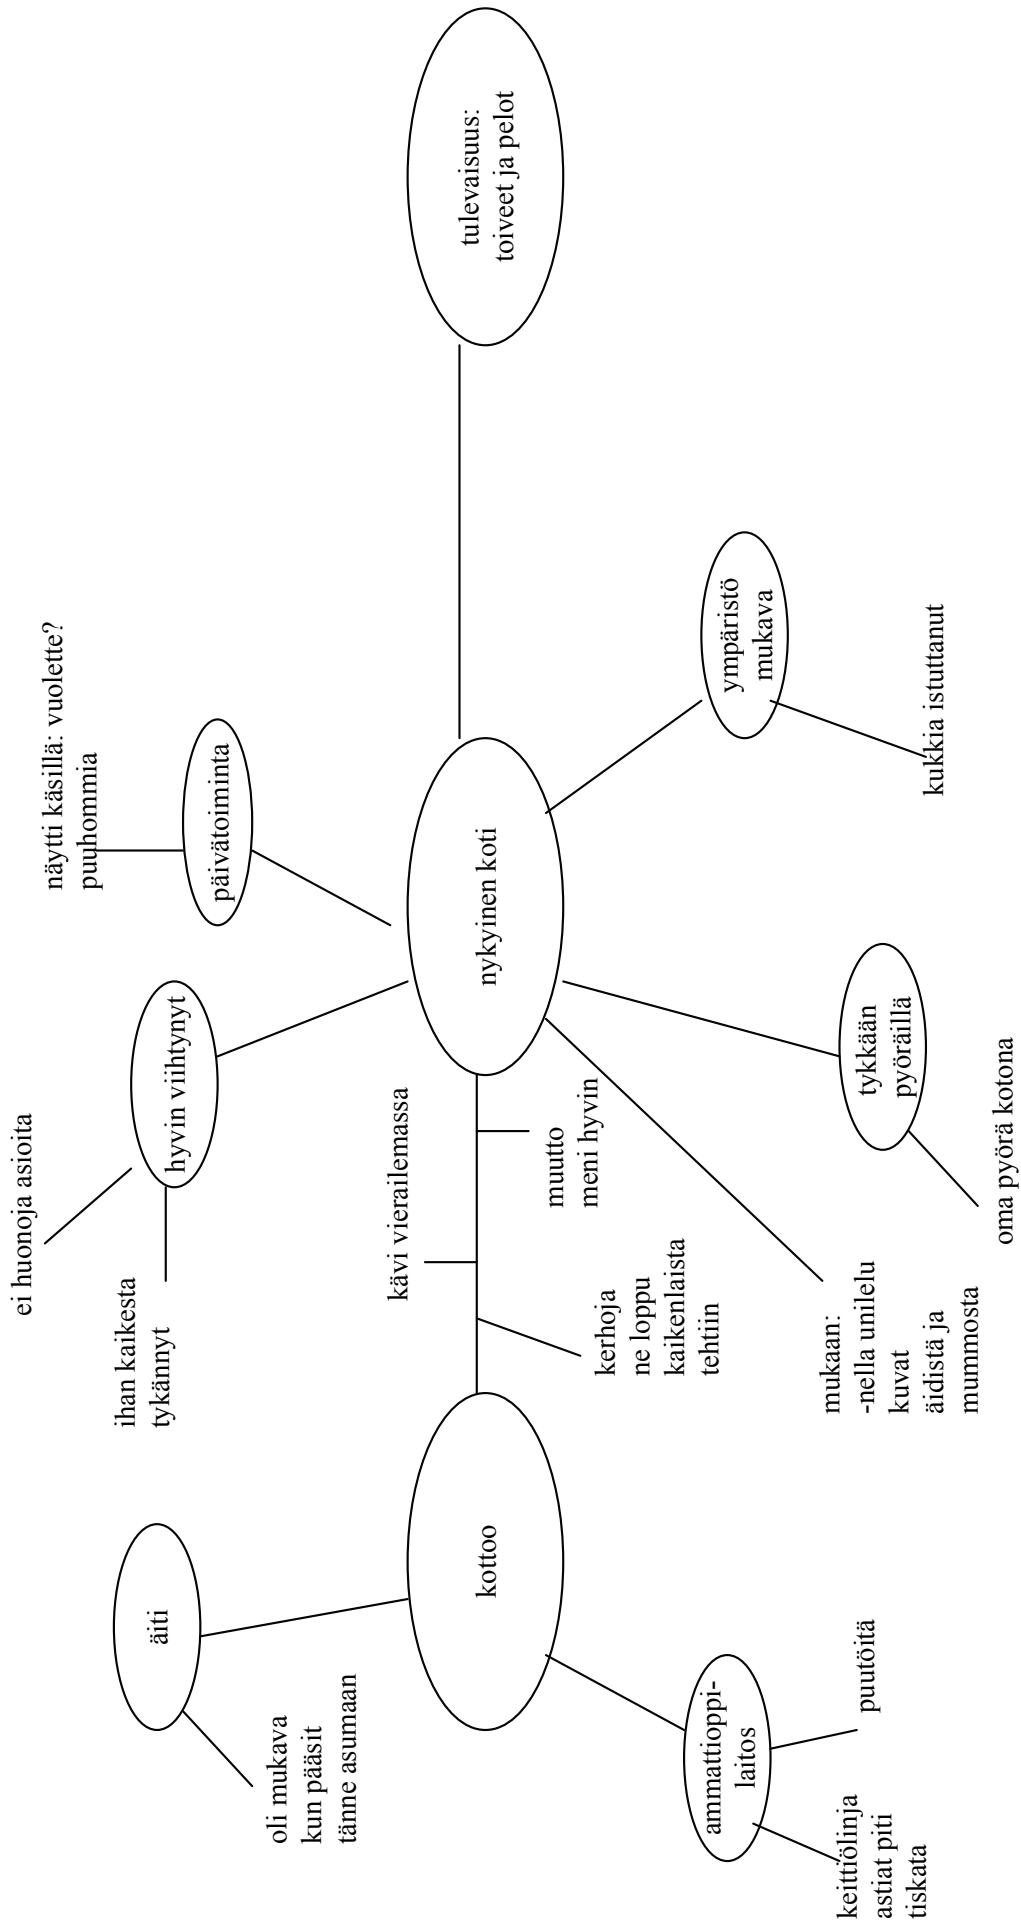 äiti
oli mukava
kun pääsit
tänne asumaan
kottoo
ammattioppi-
laitos
keittiölinja
astiat piti
tiskata
puutöitä
kävi vierailemassa
kerhoja
ne loppu
kaikenlaista
tehtiin
muutto
meni hyvin
ei huonoja asioita
ihan kaikesta
tykännyt
hyvin viihtynyt
näytti käsillä: vuolette?
puuhommia
päivätoiminta
nykyinen koti
mukaan:
-nella unilelu
kuvat
äidistä ja
mummosta
tykkään
pyöräillä
oma pyörä kotona
ympäristö
mukava
kukkia istuttanut
tulevaisuus:
toiveet ja pelot